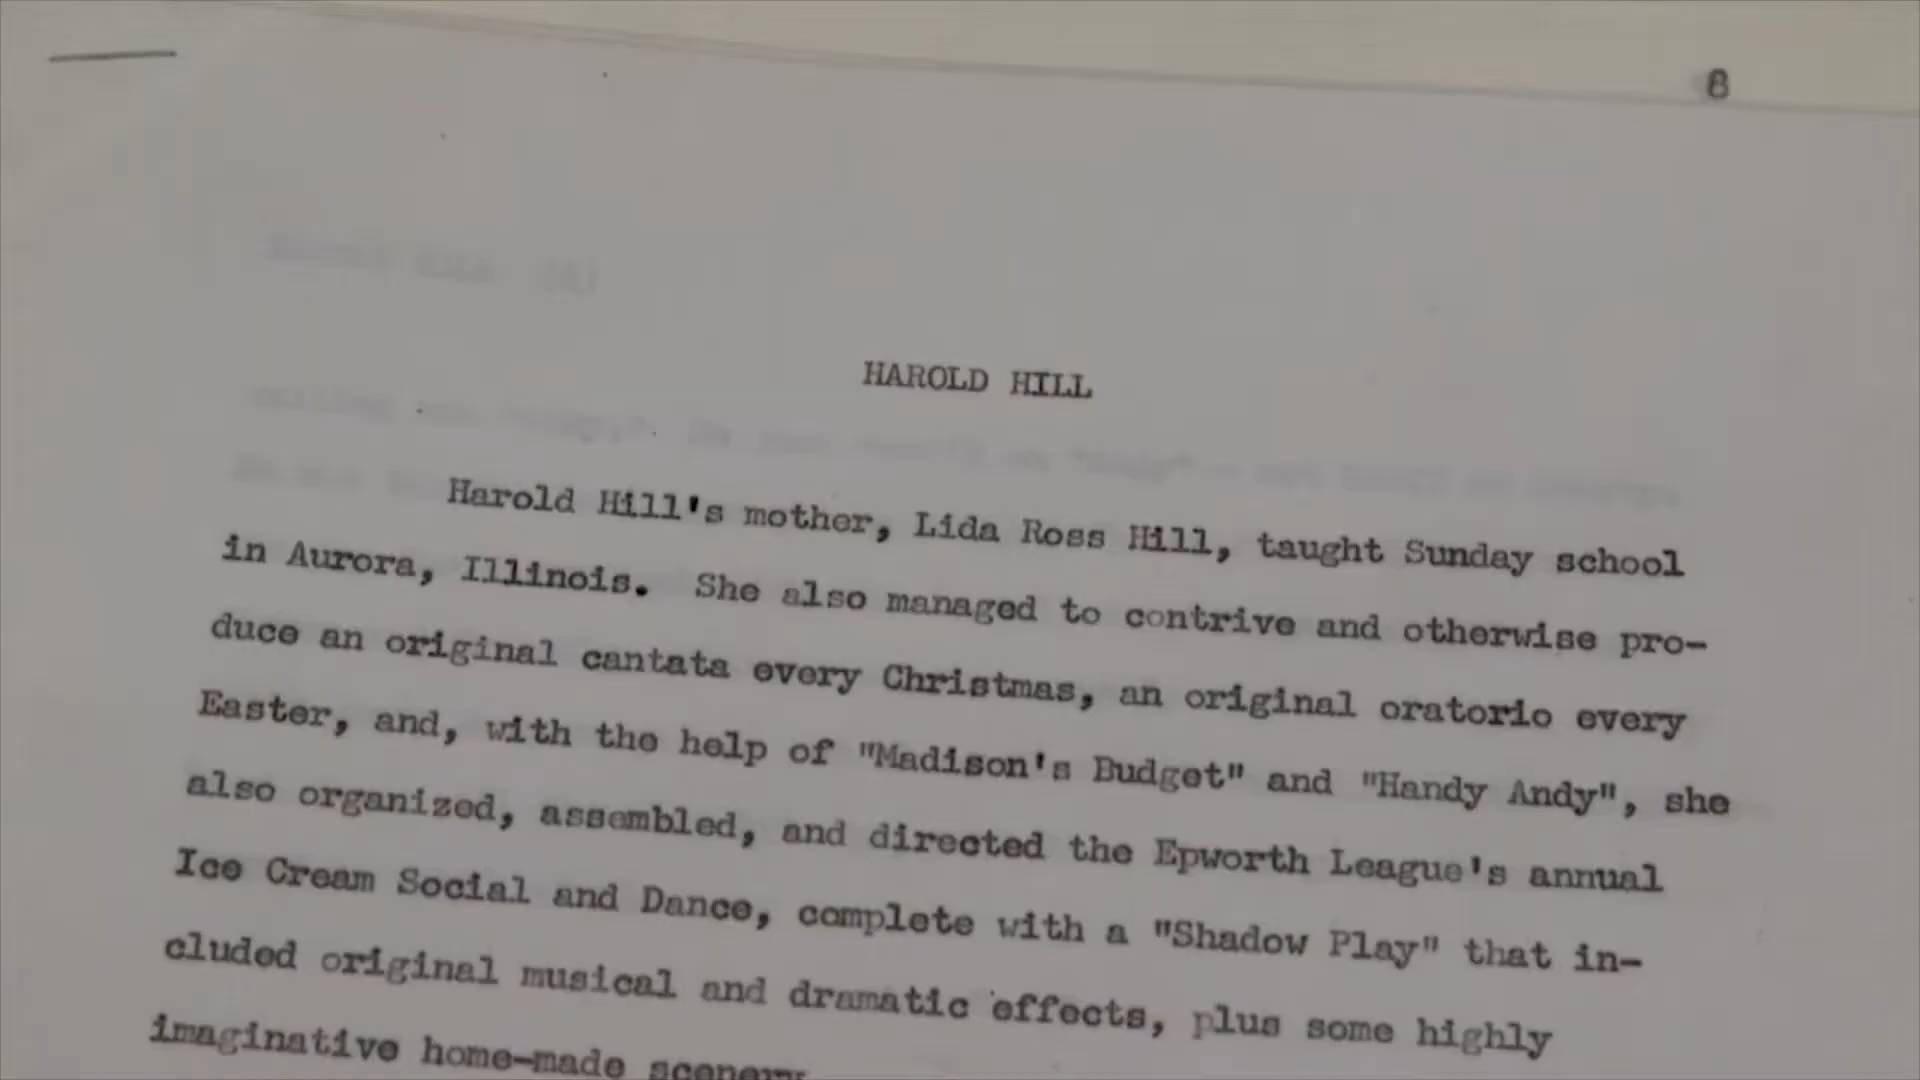 8
HAROLD HILL
Harold Hill's mother, Lida Ross Hill, taught Sunday school
in Aurora, Illinois. She also managed to contrive and otherwise pro-
duce an original cantata every Christmas, an original oratorio every
Easter, and, with the help of "Madison's Budget" and "Handy Andy", she
also organized, assembled, and directed the Epworth League's annual
Ice Cream Social and Dance, complete with a "Shadow Play" that in-
cluded original musical and dramatic effects, plus some highly
imaginative home-made scenery